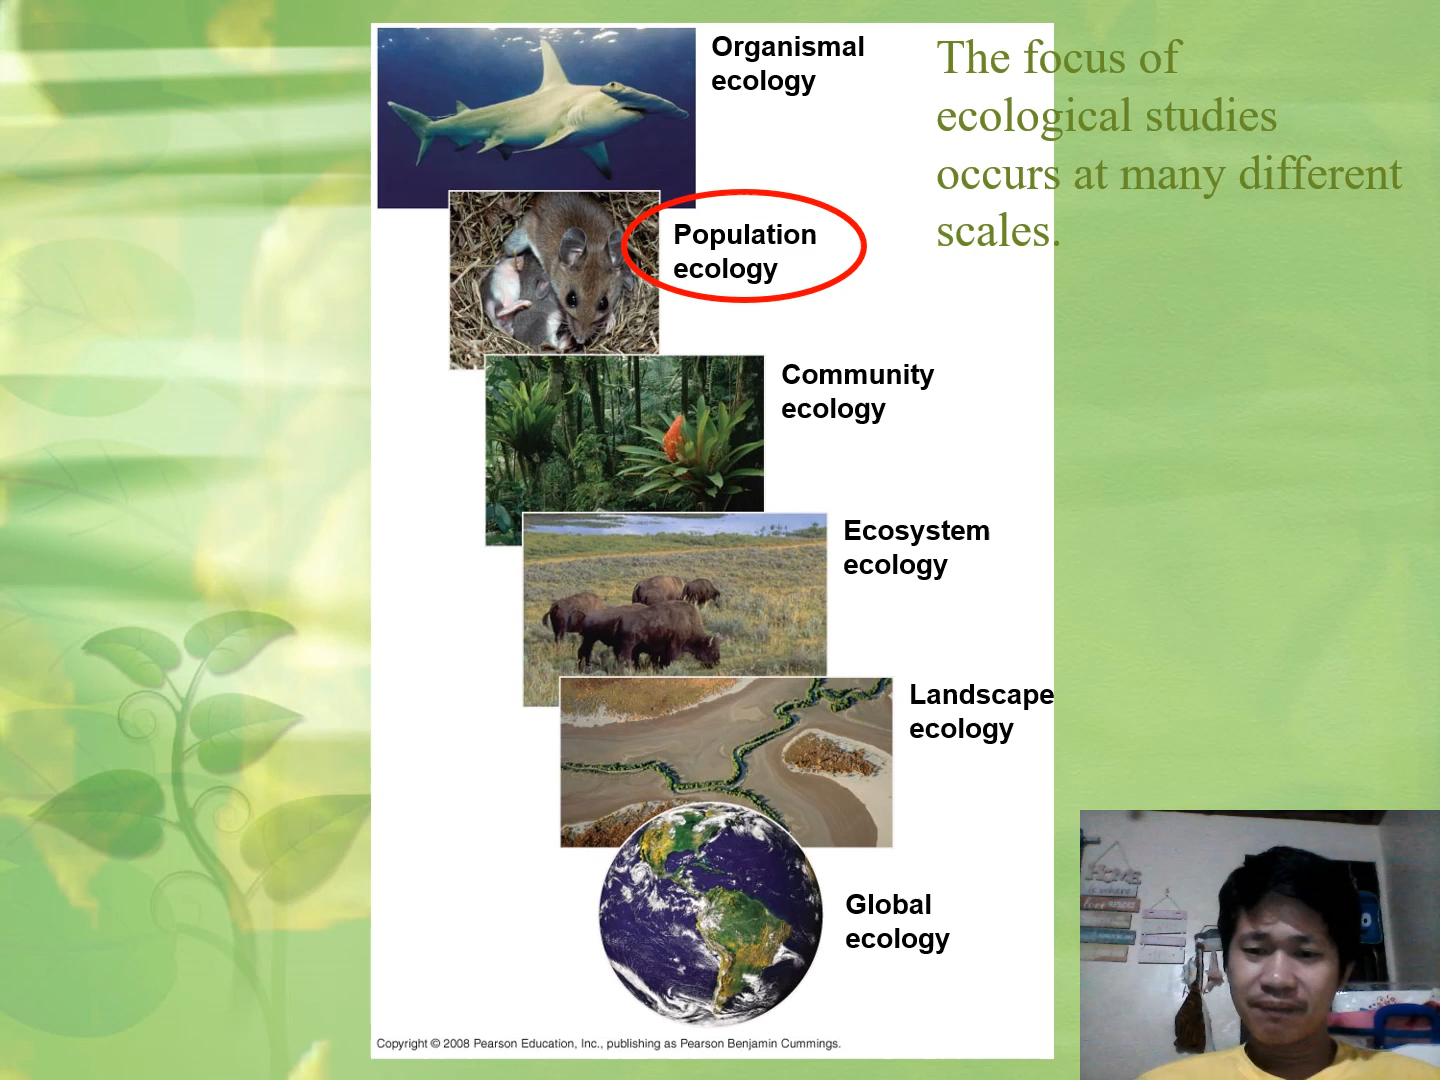 Organismal
ecology
The focus of
ecological studies
occurs at many different
scales.
Population
ecology
Community
ecology
Ecosystem
ecology
Landscape
ecology
Global
ecology
Copyright © 2008 Pearson Education, Inc., publishing as Pearson Benjamin Cummings.
HOME